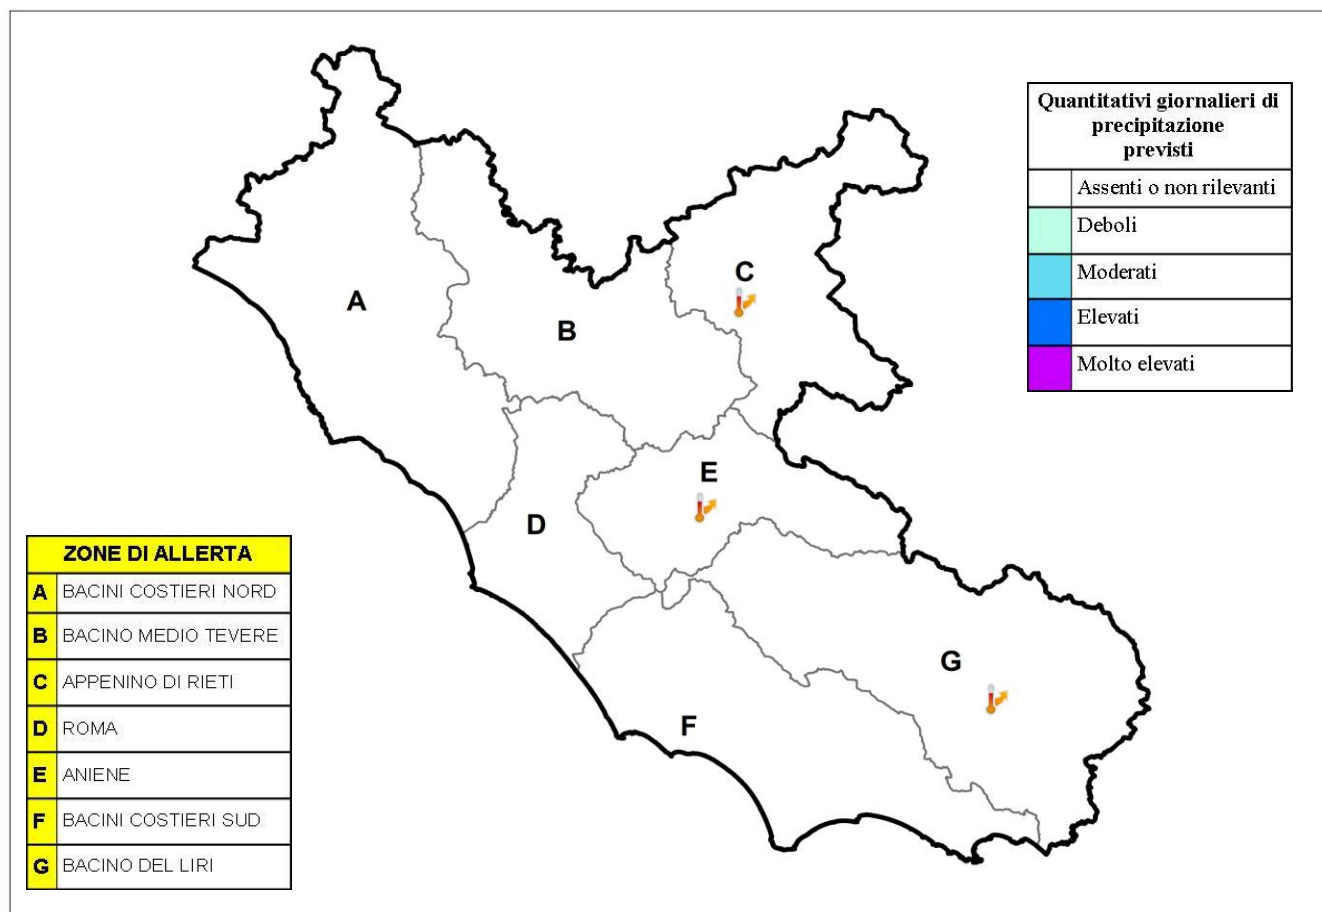 Quantitativi giornalieri di
precipitazione
previsti
Assenti o non rilevanti
Deboli
Moderati
Elevati
Molto elevati
A
B
C
D
E
F
G
ZONE DI ALLERTA
A BACINI COSTIERI NORD
B BACINO MEDIO TEVERE
C APPENINO DI RIETI
D ROMA
E ANIENE
F BACINI COSTIERI SUD
G BACINO DEL LIRI